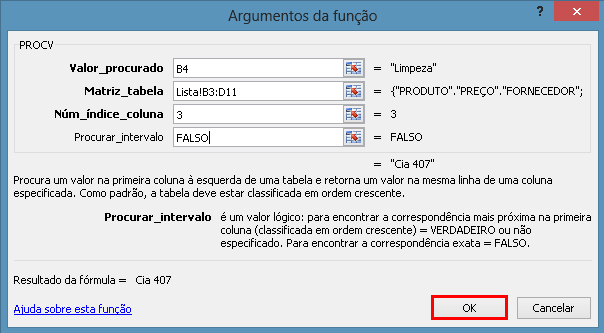 Argumentos da função
?
PROCV
Valor_procurado B4 = "Limpeza"
Matriz_tabela Lista!B3:D11 = {"PRODUTO"."PREÇO"."FORNECEDOR";
Núm_índice_coluna 3 = 3
Procurar_intervalo FALSO = FALSO
= "Cia 407"
Procura um valor na primeira coluna à esquerda de uma tabela e retorna um valor na mesma linha de uma coluna
especificada. Como padrão, a tabela deve estar classificada em ordem crescente.
Procurar_intervalo é um valor lógico: para encontrar a correspondência mais próxima na primeira
coluna (classificada em ordem crescente) = VERDADEIRO ou não
especificado. Para encontrar a correspondência exata = FALSO.
Resultado da fórmula = Cia 407
Ajuda sobre esta função
OK
Cancelar